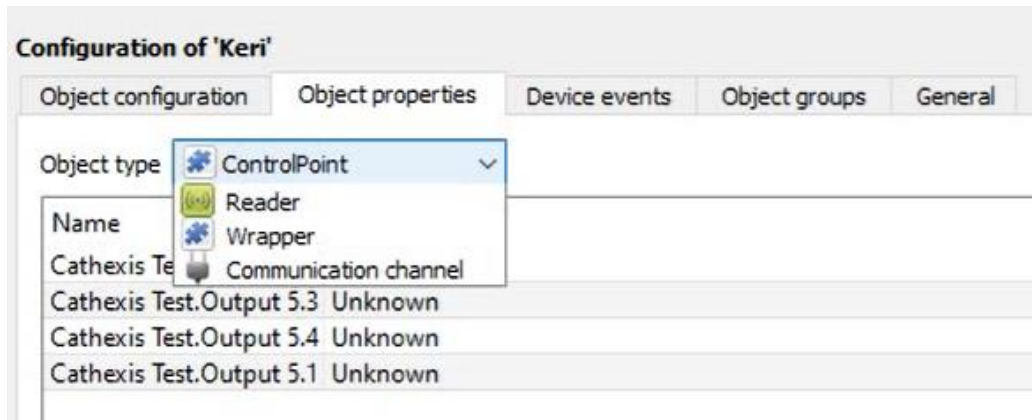 Configuration of 'Keri'
Object configuration Object properties Device events Object groups General
Object type ControlPoint
Reader
Name
Wrapper
Cathexis Te
Communication channel
Cathexis Test.Output 5.3 Unknown
Cathexis Test.Output 5.4 Unknown
Cathexis Test.Output 5.1 Unknown